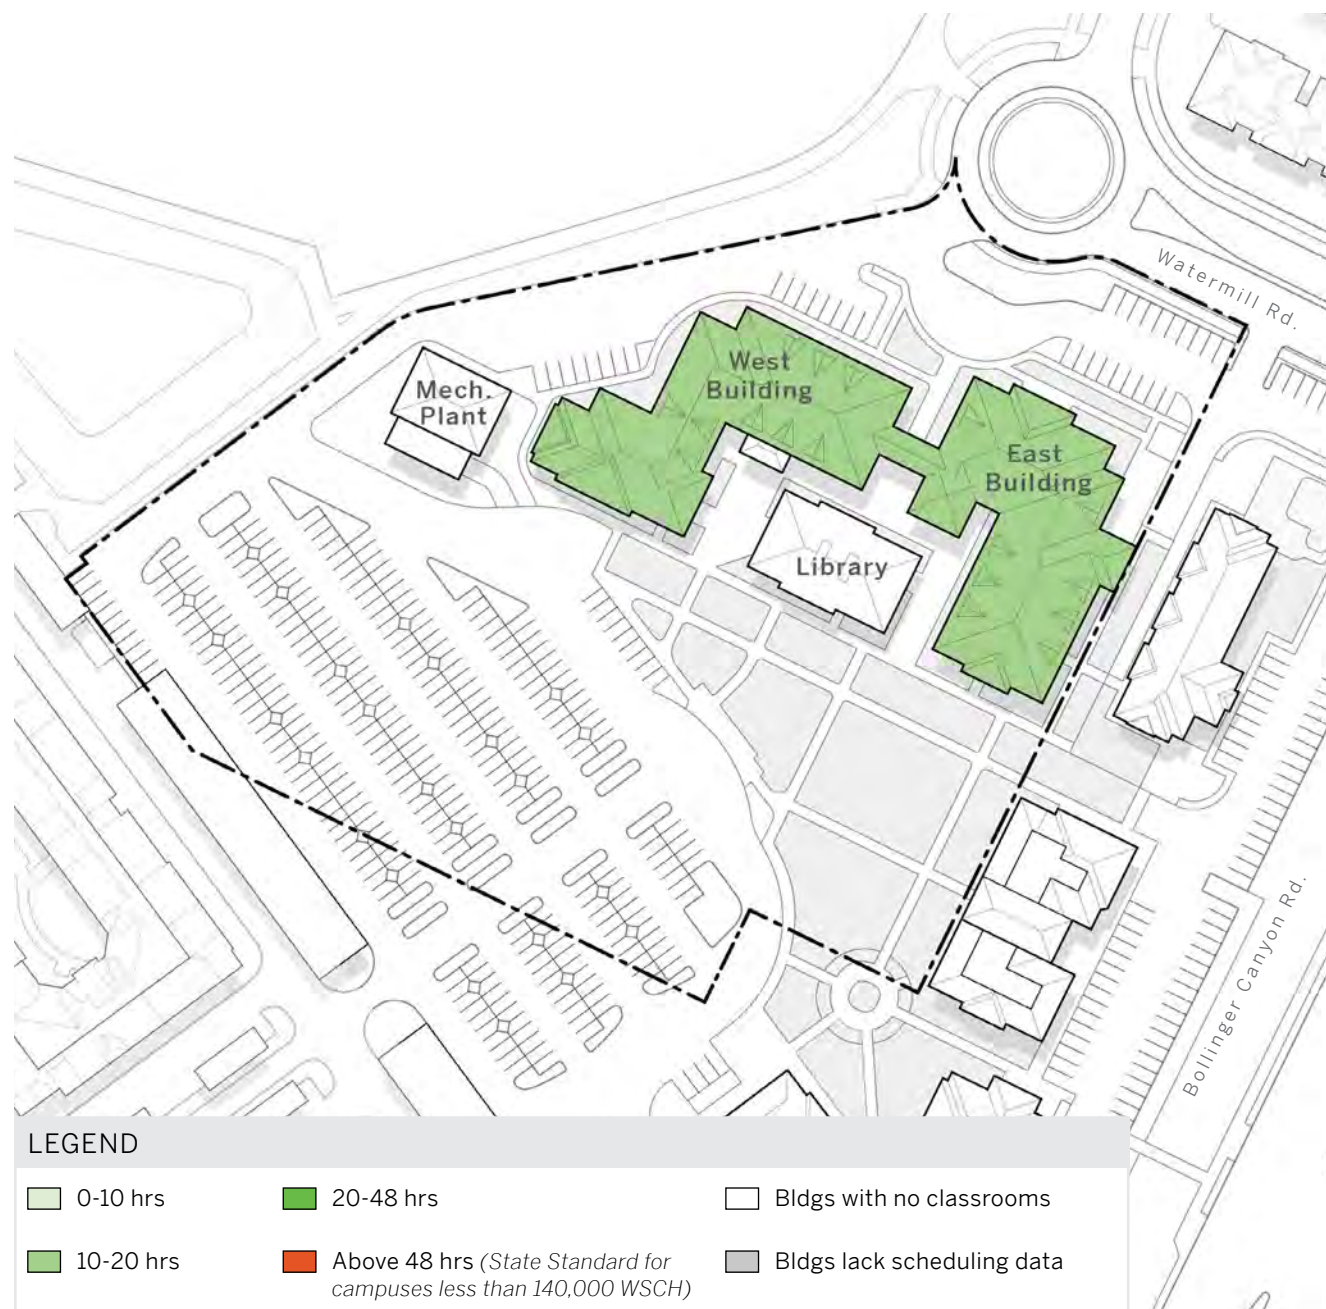 Watermill Rd.
West
Building
Mech.
Plant
East
Building
Library
Bollinger Canyon Rd.
LEGEND
0-10 hrs
20-48 hrs
Bldgs with no classrooms
10-20 hrs
Above 48 hrs (State Standard for
campuses less than 140,000 WSCH)
Bldgs lack scheduling data